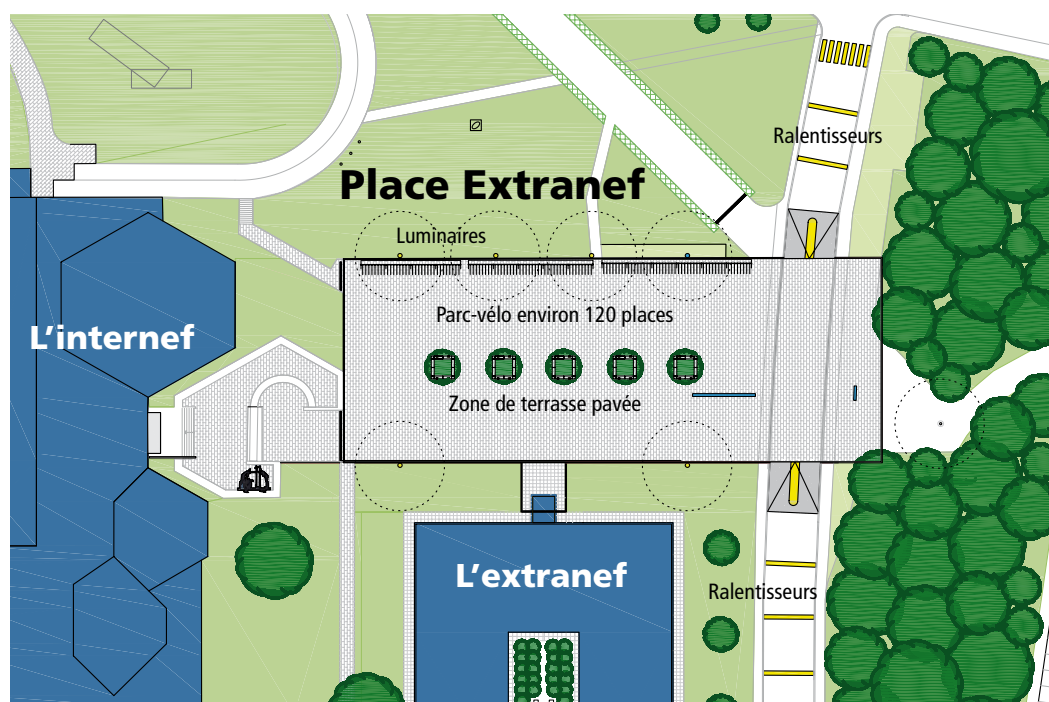 Ralentisseurs
Place Extranef
Luminaires
Parc-vélo environ 120 places
L’internef
Zone de terrasse pavée
L’extranef
Ralentisseurs